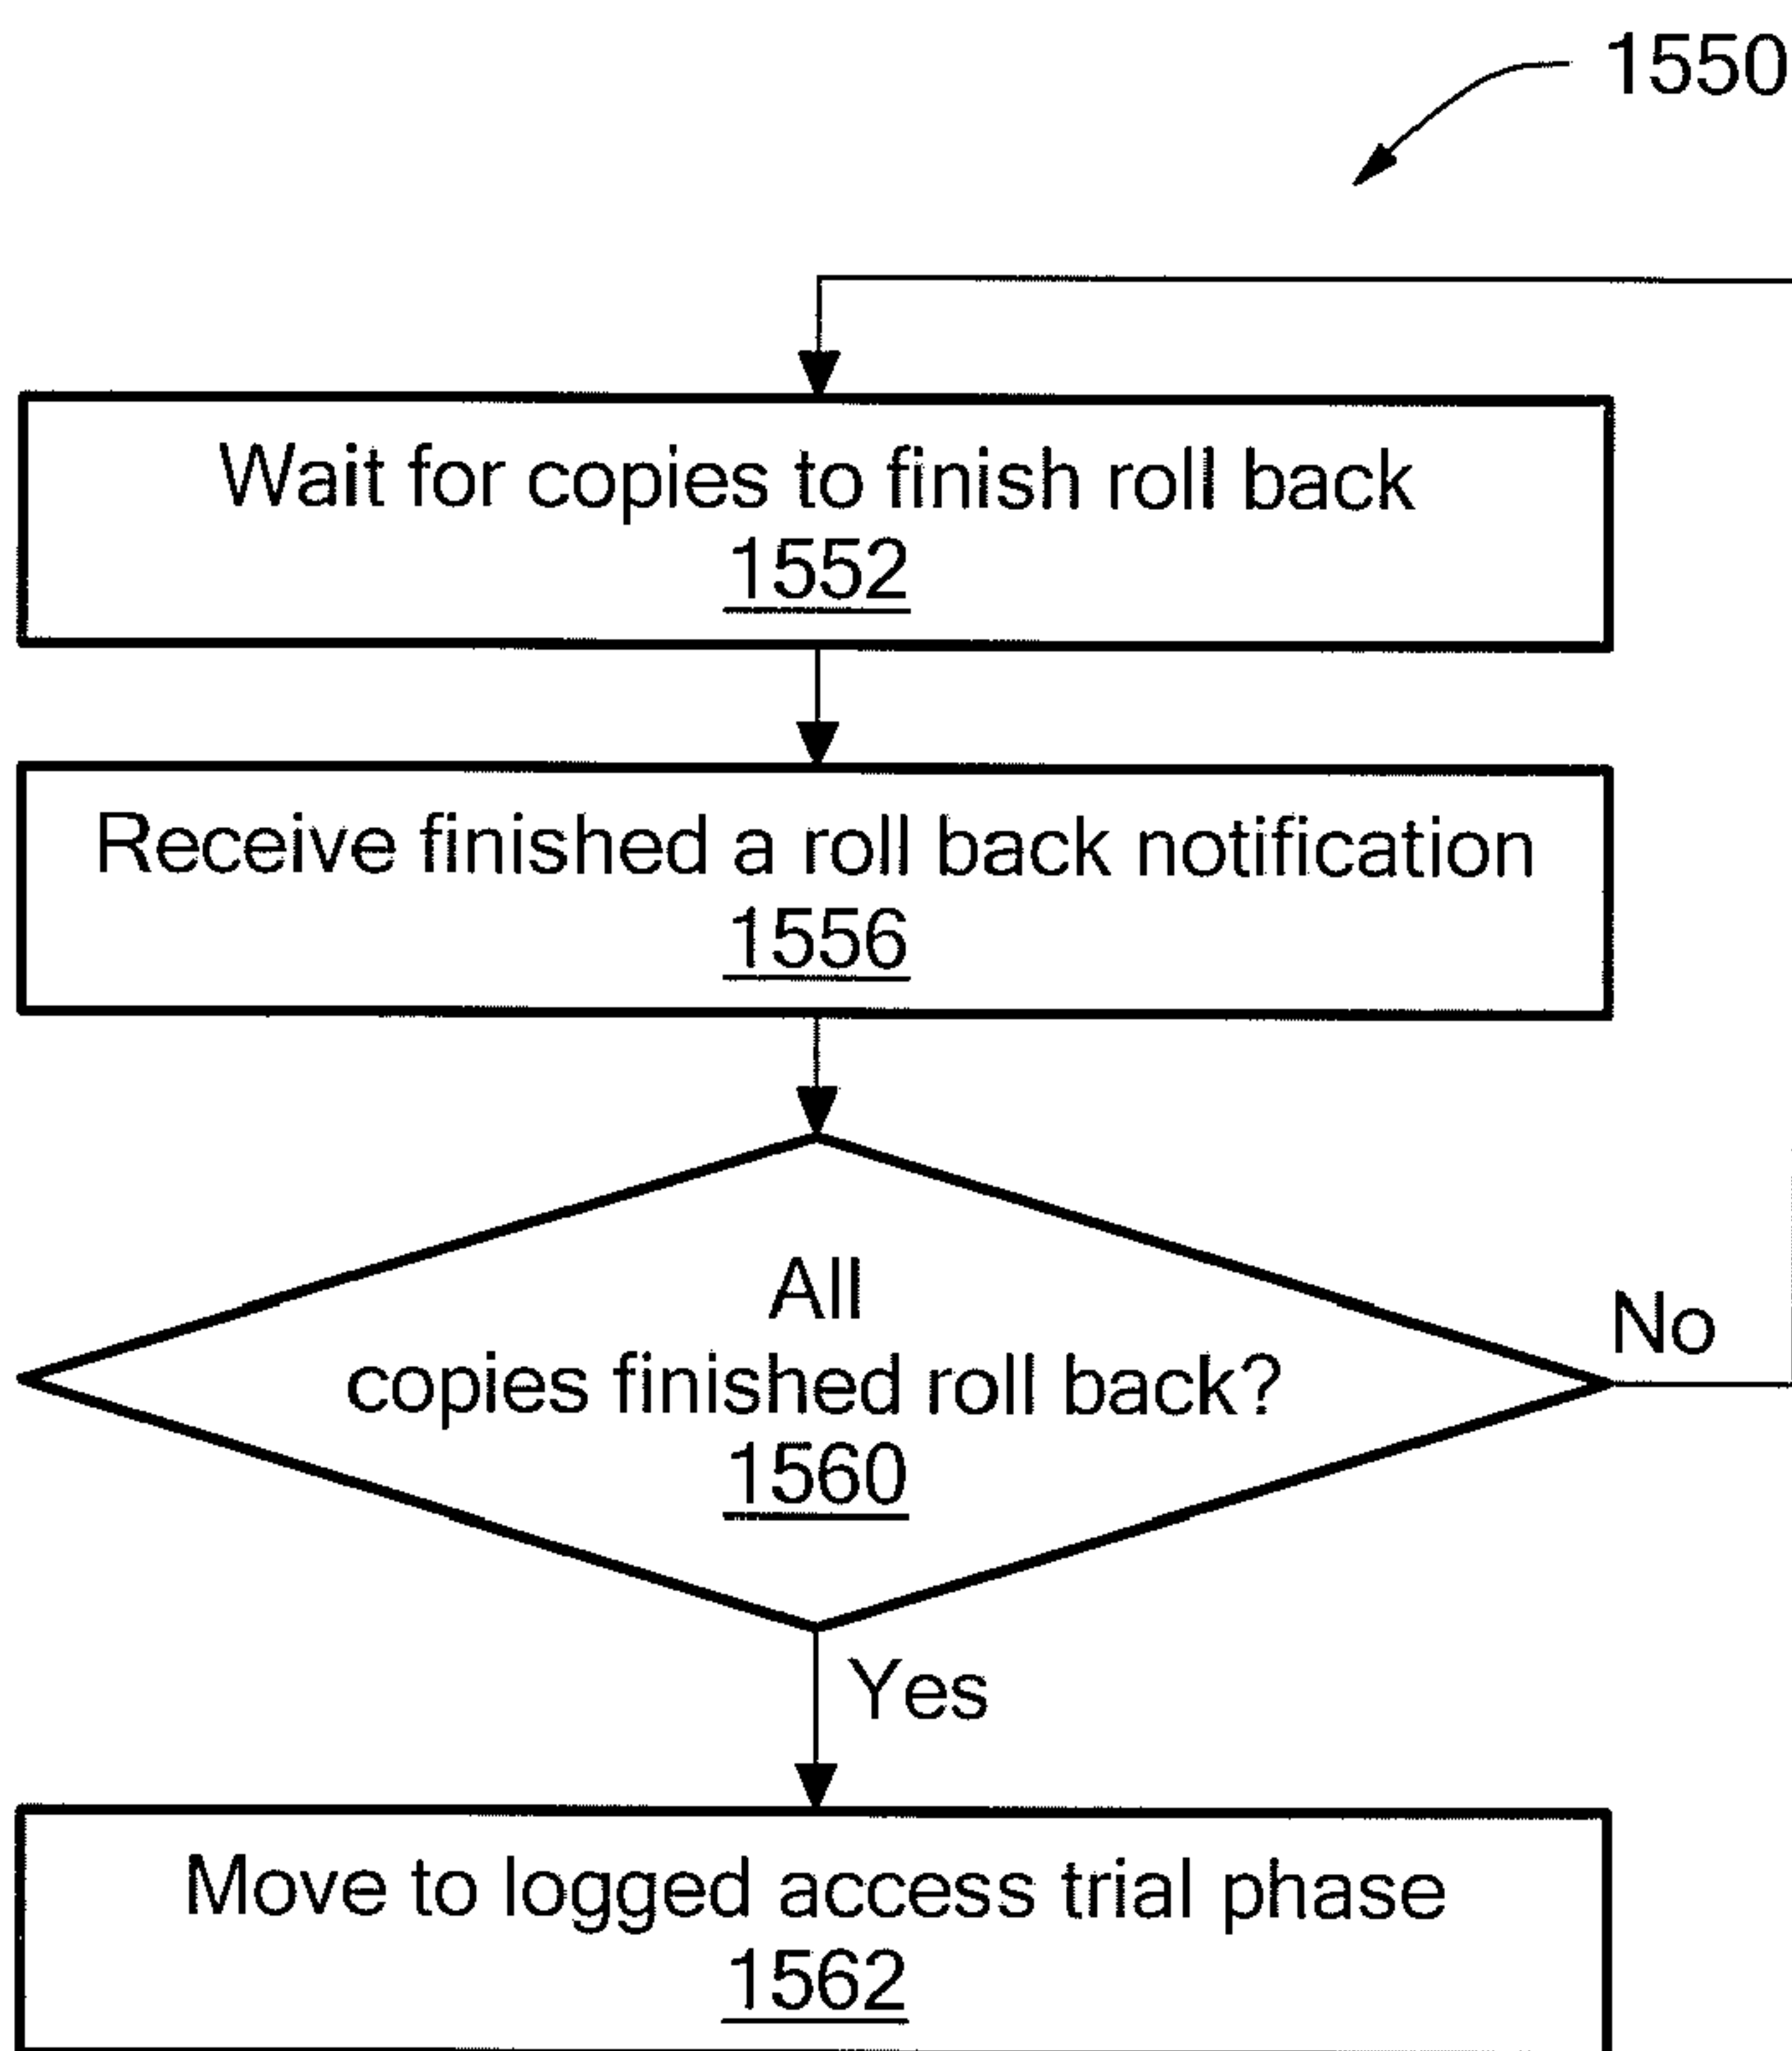 1550
Wait for copies to finish roll back
1552
Receive finished a roll back notification
1556
All
copies finished roll back?
1560
No
Yes
Move to logged access trial phase
1562